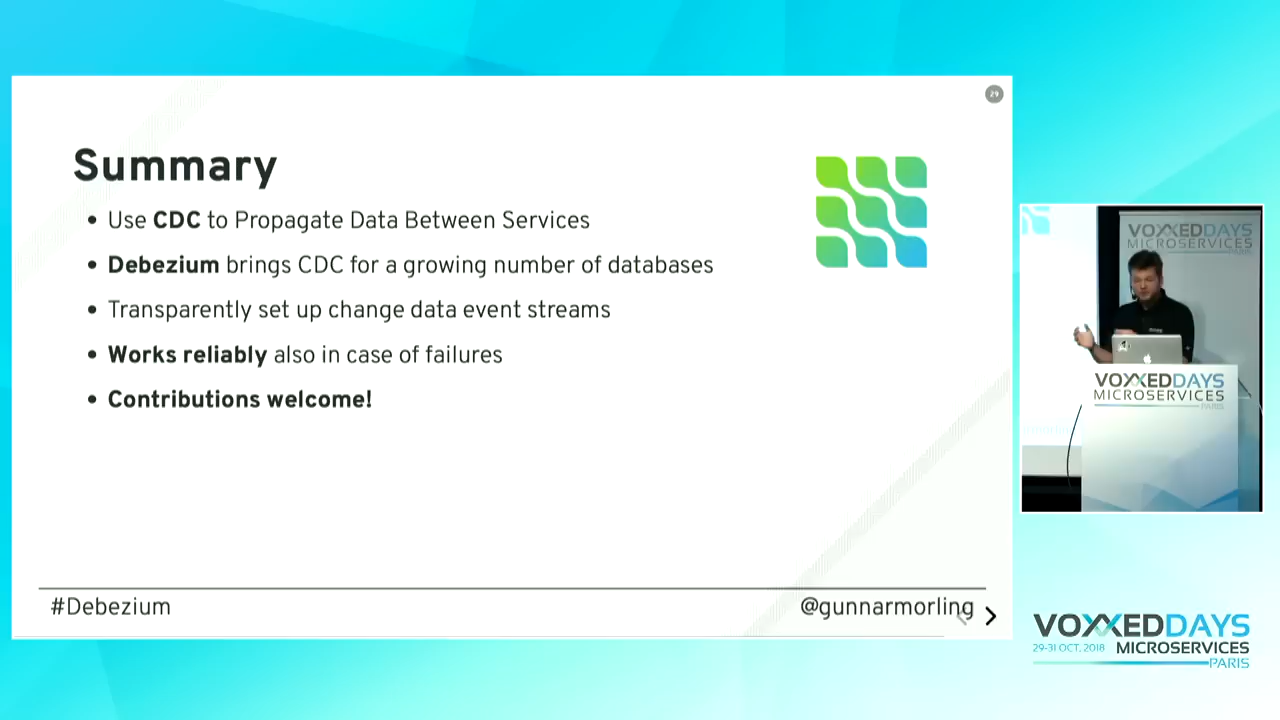 29
Summary
Use CDC to Propagate Data Between Services
Debezium brings CDC for a growing number of databases
Transparently set up change data event streams
Works reliably also in case of failures
Contributions welcome!
#Debezium
@gunnarmorling
VOXXEDDAYS
MICROSERVICES
VOXXEDDAYS
MICROSERVICES
PARIS
VOXXEDDAYS
29-31 OCT, 2018 MICROSERVICES
PARIS